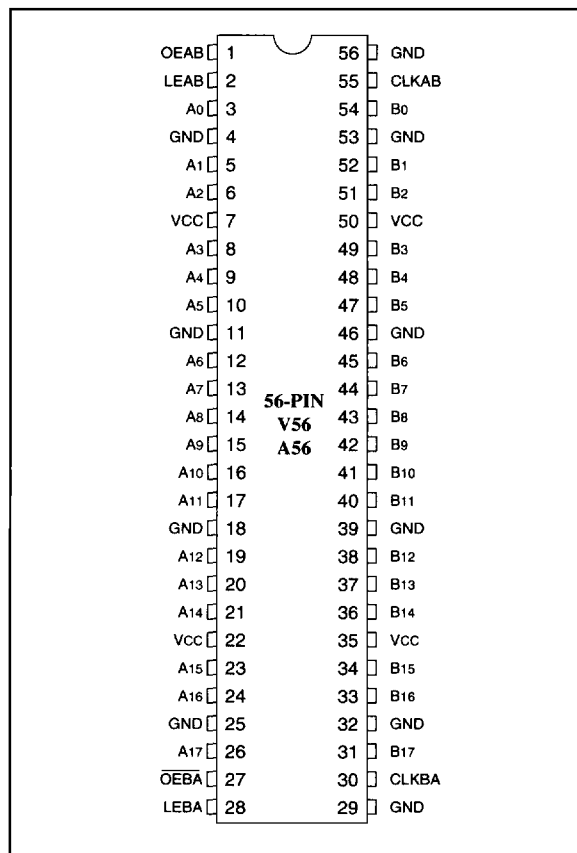 OEAB 1 56 GND
LEAB 2 55 CLKAB
A0 3 54 B0
GND 4 53 GND
A1 5 52 B1
A2 6 51 B2
VCC 7 50 VCC
A3 8 49 B3
A4 9 48 B4
A5 10 47 B5
GND 11 46 GND
A6 12 45 B6
A7 13 44 B7
56-PIN
A8 14 43 B8
V56
A9 15 42 B9
A56
A10 16 41 B10
A11 17 40 B11
GND 18 39 GND
A12 19 38 B12
A13 20 37 B13
A14 21 36 B14
VCC 22 35 VCC
A15 23 34 B15
A16 24 33 B16
GND 25 32 GND
A17 26 31 B17
O̅E̅B̅A̅ 27 30 CLKBA
LEBA 28 29 GND